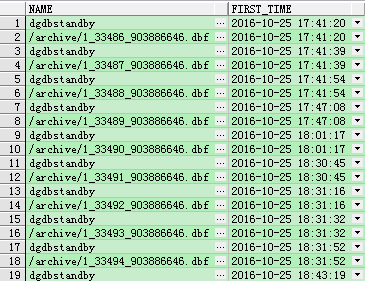 NAME FIRST_TIME
1 dgdbstandby ... 2016-10-25 17:41:20
2 /archive/1_33486_903886646.dbf ... 2016-10-25 17:41:20
3 dgdbstandby ... 2016-10-25 17:41:39
4 /archive/1_33487_903886646.dbf ... 2016-10-25 17:41:39
5 dgdbstandby ... 2016-10-25 17:41:54
6 /archive/1_33488_903886646.dbf ... 2016-10-25 17:41:54
7 dgdbstandby ... 2016-10-25 17:47:08
8 /archive/1_33489_903886646.dbf ... 2016-10-25 17:47:08
9 dgdbstandby ... 2016-10-25 18:01:17
10 /archive/1_33490_903886646.dbf ... 2016-10-25 18:01:17
11 dgdbstandby ... 2016-10-25 18:30:45
12 /archive/1_33491_903886646.dbf ... 2016-10-25 18:30:45
13 dgdbstandby ... 2016-10-25 18:31:16
14 /archive/1_33492_903886646.dbf ... 2016-10-25 18:31:16
15 dgdbstandby ... 2016-10-25 18:31:32
16 /archive/1_33493_903886646.dbf ... 2016-10-25 18:31:32
17 dgdbstandby ... 2016-10-25 18:31:52
18 /archive/1_33494_903886646.dbf ... 2016-10-25 18:31:52
19 dgdbstandby ... 2016-10-25 18:43:19